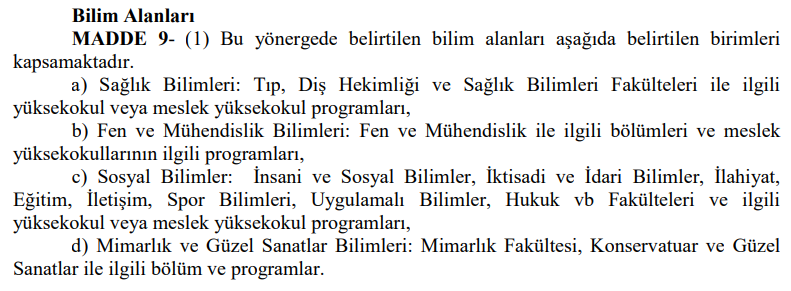 Bilim Alanları
MADDE 9- (1) Bu yönergede belirtilen bilim alanları aşağıda belirtilen birimleri
kapsamaktadır.
a) Sağlık Bilimleri: Tıp, Diş Hekimliği ve Sağlık Bilimleri Fakülteleri ile ilgili
yüksekokul veya meslek yüksekokul programları,
b) Fen ve Mühendislik Bilimleri: Fen ve Mühendislik ile ilgili bölümleri ve meslek
yüksekokullarının ilgili programları,
c) Sosyal Bilimler: İnsani ve Sosyal Bilimler, İktisadi ve İdari Bilimler, İlahiyat,
Eğitim, İletişim, Spor Bilimleri, Uygulamalı Bilimler, Hukuk vb Fakülteleri ve ilgili
yüksekokul veya meslek yüksekokul programları,
d) Mimarlık ve Güzel Sanatlar Bilimleri: Mimarlık Fakültesi, Konservatuar ve Güzel
Sanatlar ile ilgili bölüm ve programlar.